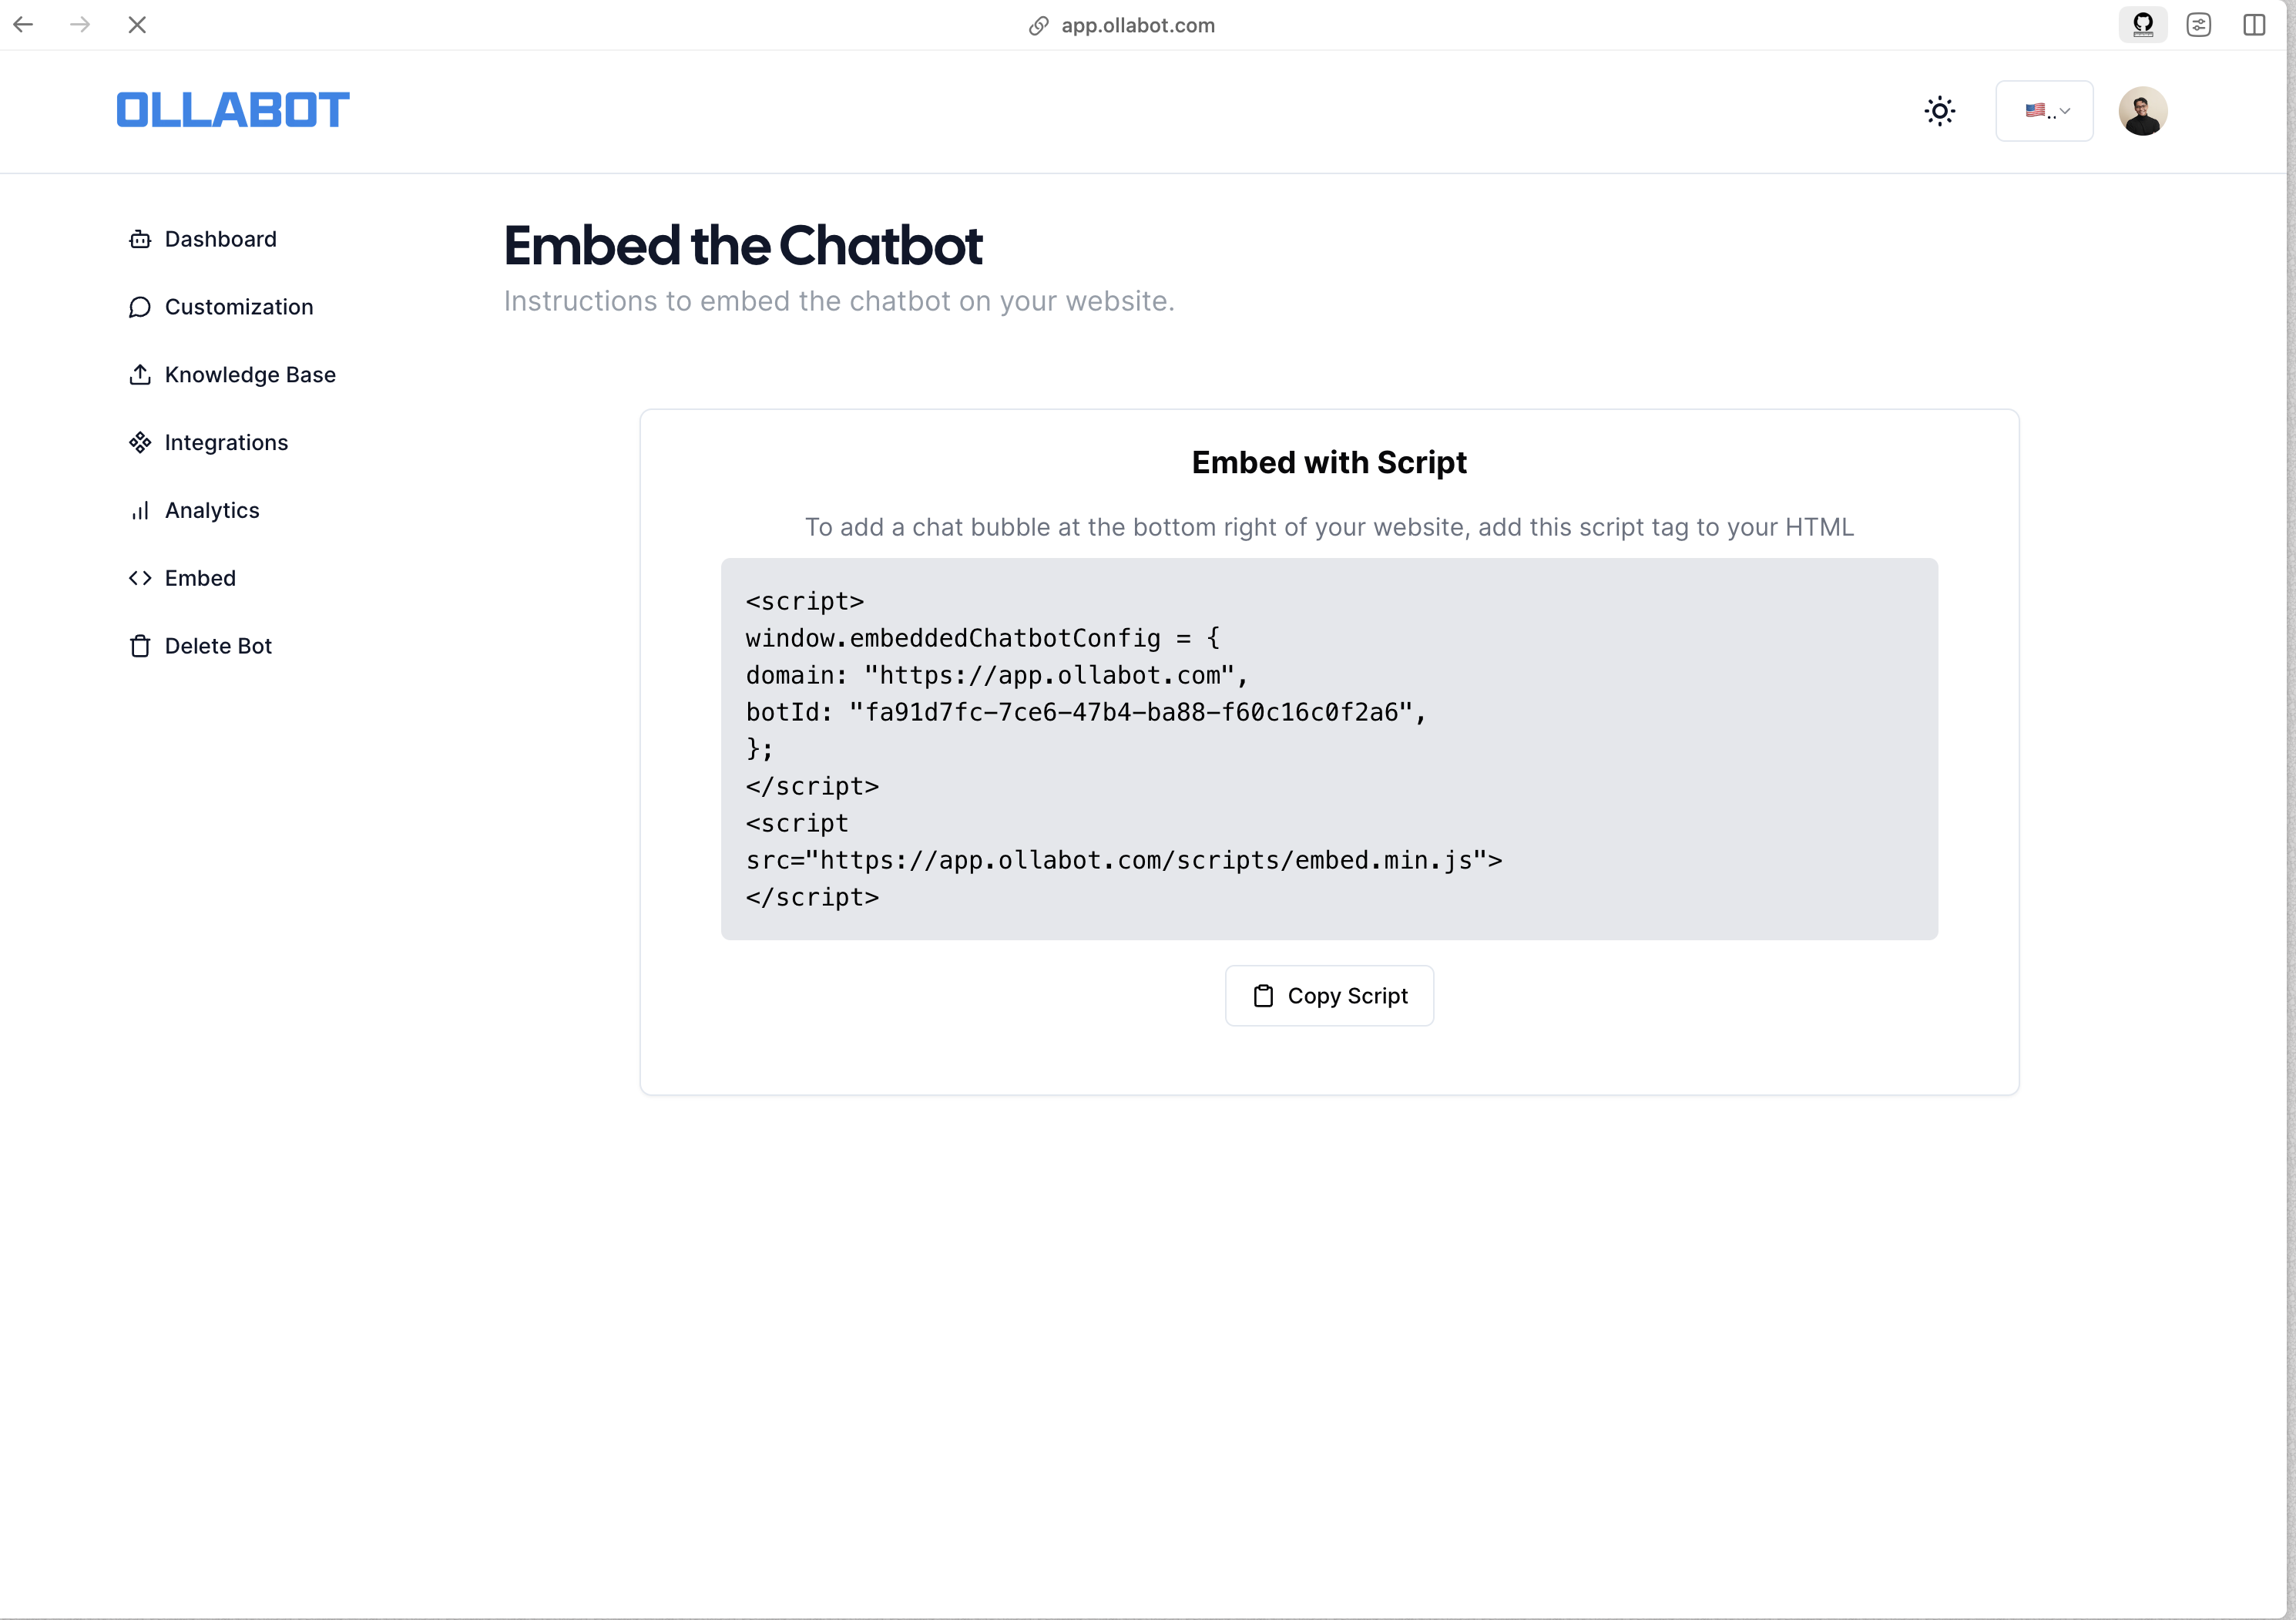 app.ollabot.com
OLLABOT
..
Dashboard
Customization
Knowledge Base
Integrations
Analytics
Embed
Delete Bot
Embed the Chatbot
Instructions to embed the chatbot on your website.
Embed with Script
To add a chat bubble at the bottom right of your website, add this script tag to your HTML
<script>
window.embeddedChatbotConfig = {
domain: "https://app.ollabot.com",
botId: "fa91d7fc-7ce6-47b4-ba88-f60c16c0f2a6",
};
</script>
<script
src="https://app.ollabot.com/scripts/embed.min.js">
</script>
Copy Script